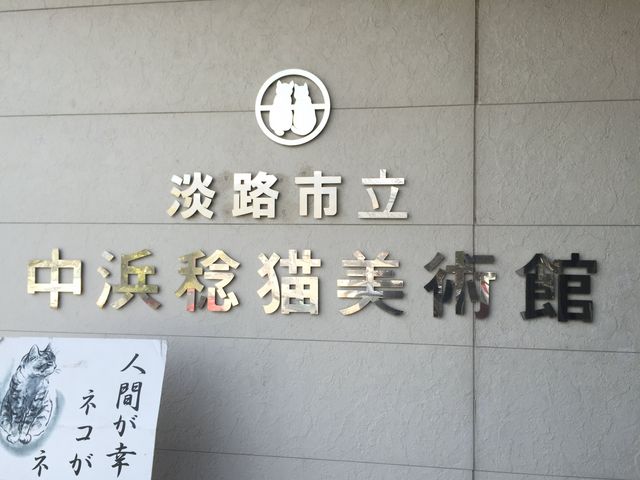 淡路市立
中浜稔猫美術館
人間が幸
ネコが
ネ